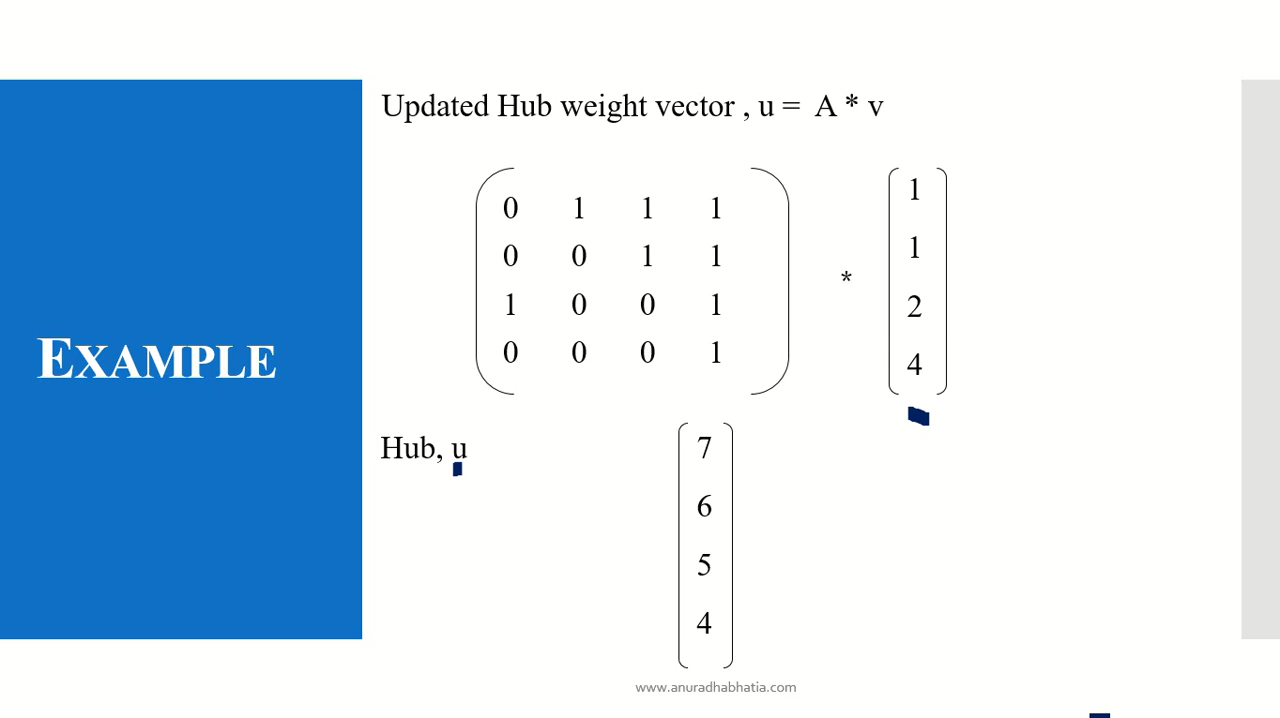 Updated Hub weight vector , u = A * v
0 1 1 1
0 0 1 1
1 0 0 1
0 0 0 1
*
1
1
2
4
EXAMPLE
Hub, u
7
6
5
4
www.anuradhabhatia.com